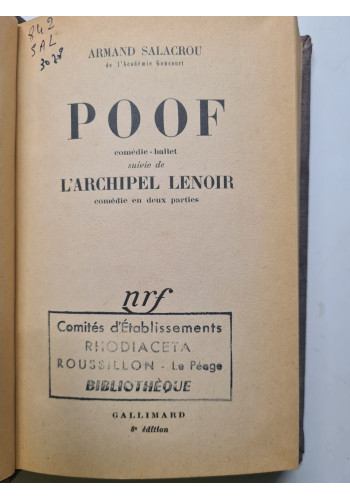 842
SAL
3028
ARMAND SALACROU
de l'Académie Goncourt
POOF
comédie-ballet
suivie de
L'ARCHIPEL LENOIR
comédie en deux parties
nrf
Comités d'Établissements
RHODIACETA
ROUSSILLON - Le Péage
BIBLIOTHÈQUE
GALLIMARD
8e édition